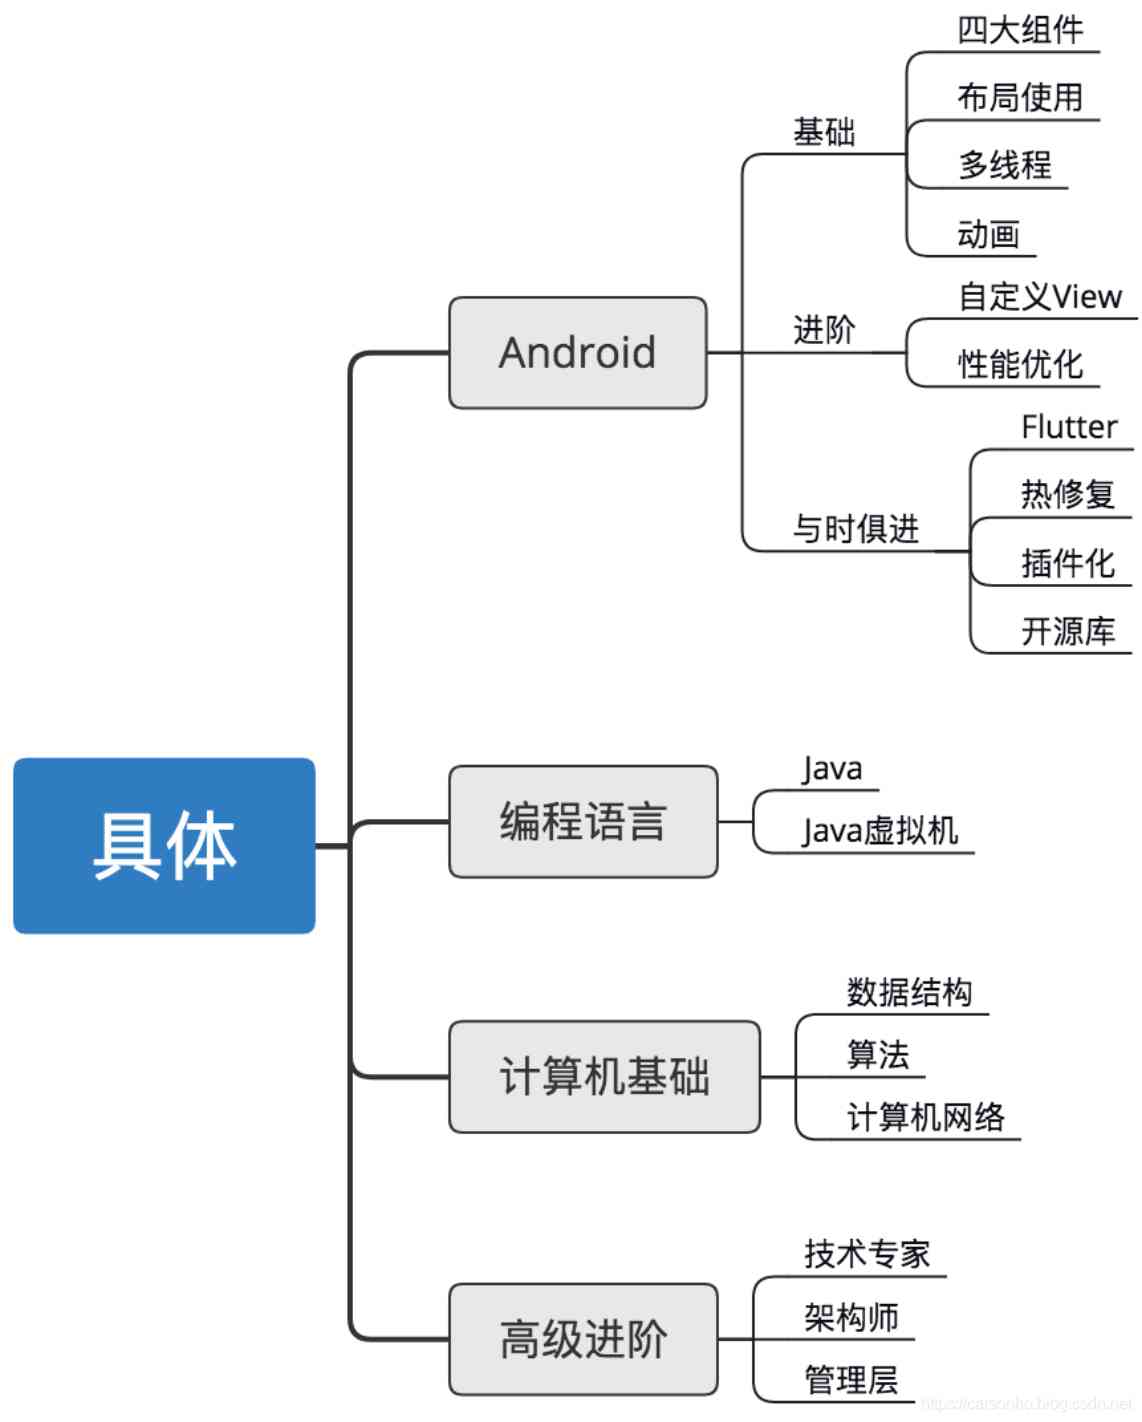 具体
Android
基础
四大组件
布局使用
多线程
动画
进阶
自定义View
性能优化
与时俱进
Flutter
热修复
插件化
开源库
编程语言
Java
Java虚拟机
计算机基础
数据结构
算法
计算机网络
高级进阶
技术专家
架构师
管理层
https://carsonho.blog.csdn.net